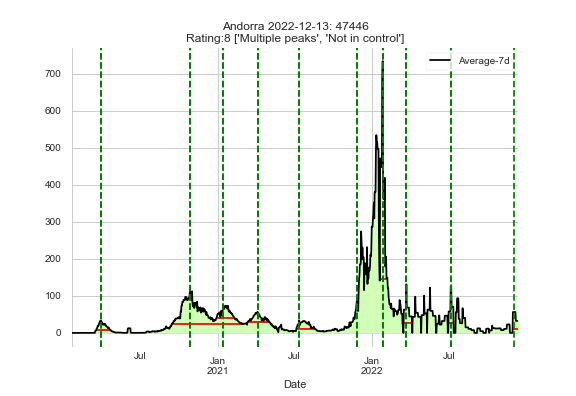 Andorra 2022-12-13: 47446
Rating:8 ['Multiple peaks', 'Not in control']
Average-7d
700
600
500
400
300
200
100
0
Jul
Jan
2021
Jul
Jan
2022
Jul
Date